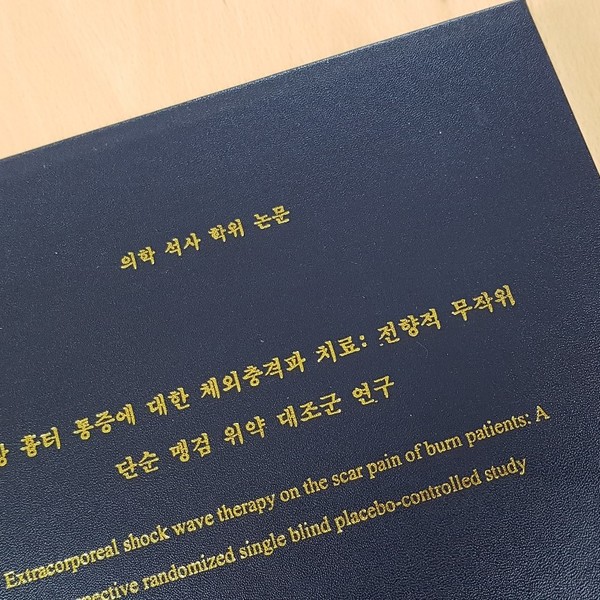 의학 석사 학위 논문
흉터 통증에 대한 체외충격파 치료: 전향적 무작위
단순 맹검 위약 대조군 연구
Extracorporeal shock wave therapy on the scar pain of burn patients: A
randomized single blind placebo-controlled study